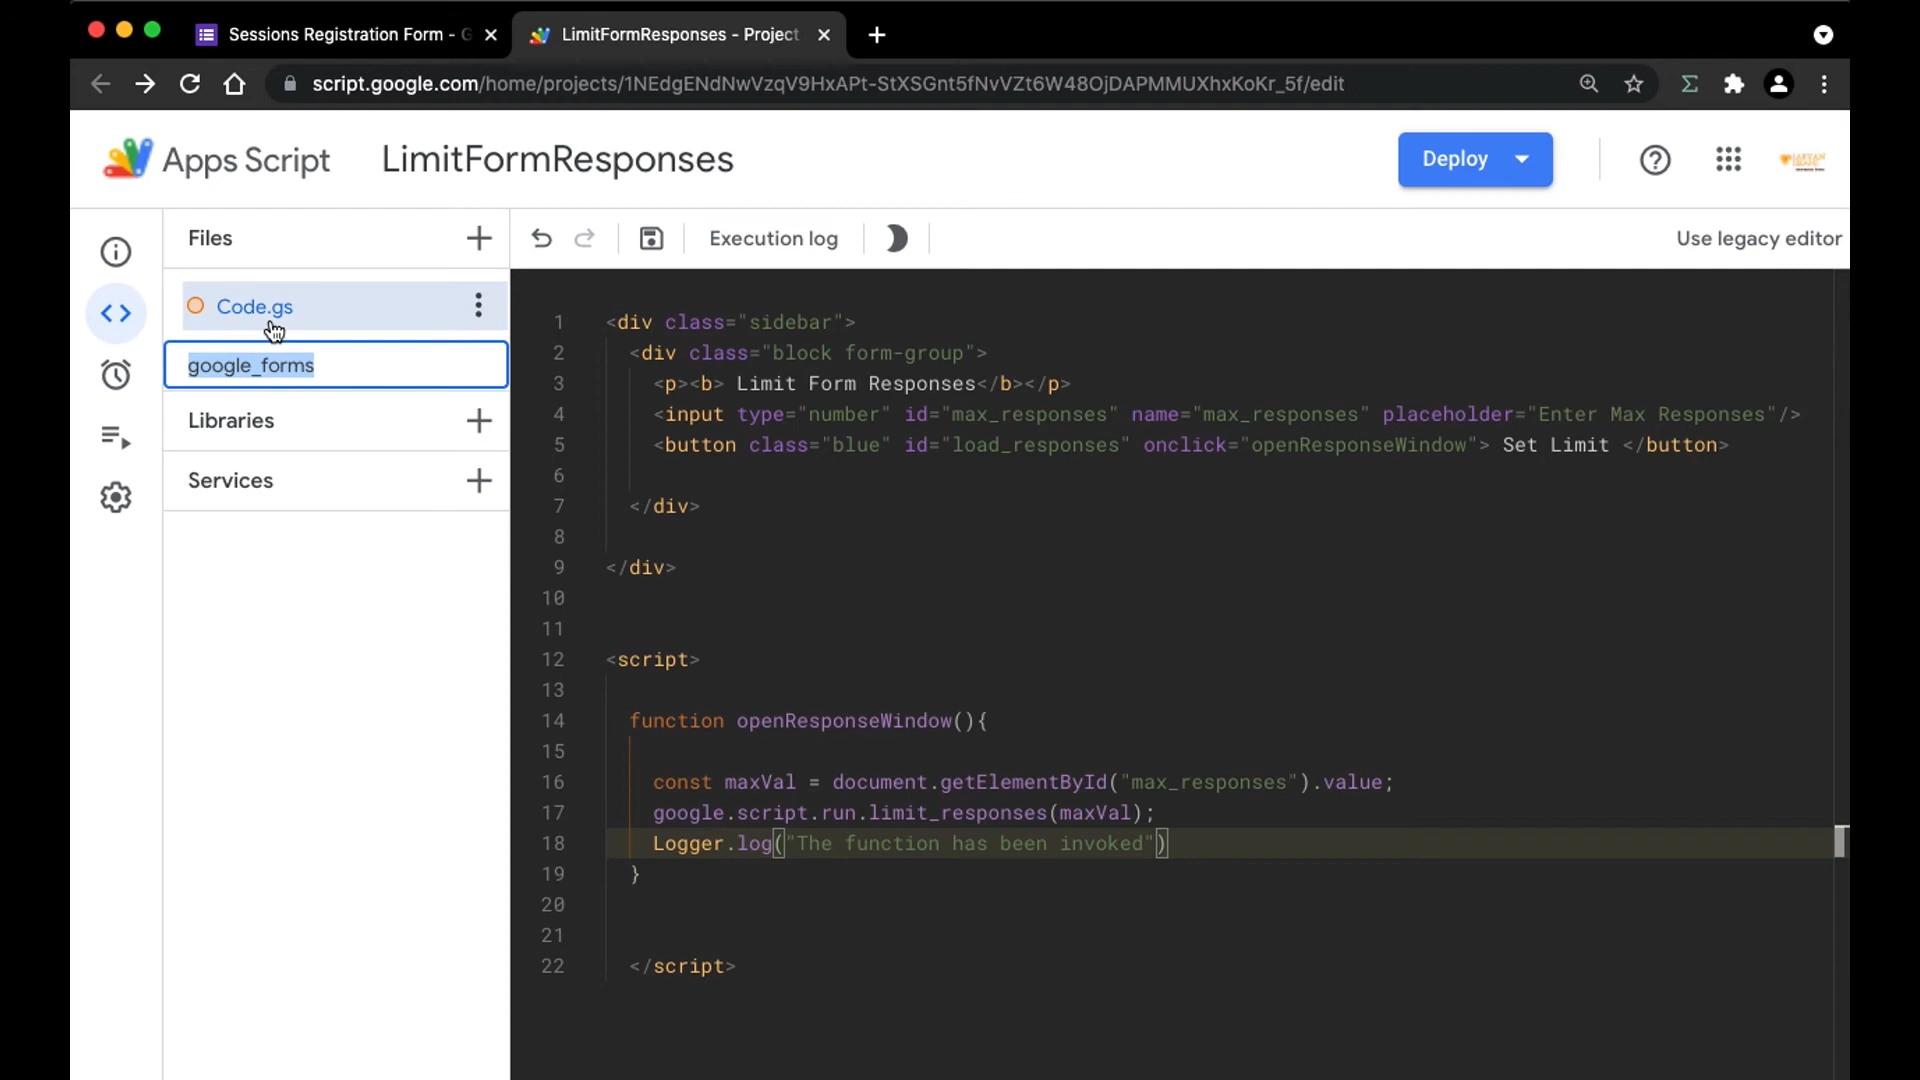 Sessions Registration Form - G
LimitFormResponses - Project
script.google.com/home/projects/1NEdgENdNwVzqV9HxAPt-StXSGnt5fNvVZt6W48OjDAPMMUXhxKoKr_5f/edit
Apps Script
LimitFormResponses
Deploy
Files
Execution log
Use legacy editor
Code.gs
google_forms
Libraries
Services
1 <div class="sidebar">
2 <div class="block form-group">
3 <p><b> Limit Form Responses</b></p>
4 <input type="number" id="max_responses" name="max_responses" placeholder="Enter Max Responses"/>
5 <button class="blue" id="load_responses" onclick="openResponseWindow"> Set Limit </button>
6
7 </div>
8
9 </div>
10
11
12 <script>
13
14 function openResponseWindow(){
15
16 const maxVal = document.getElementById("max_responses").value;
17 google.script.run.limit_responses(maxVal);
18 Logger.log("The function has been invoked")
19 }
20
21
22 </script>